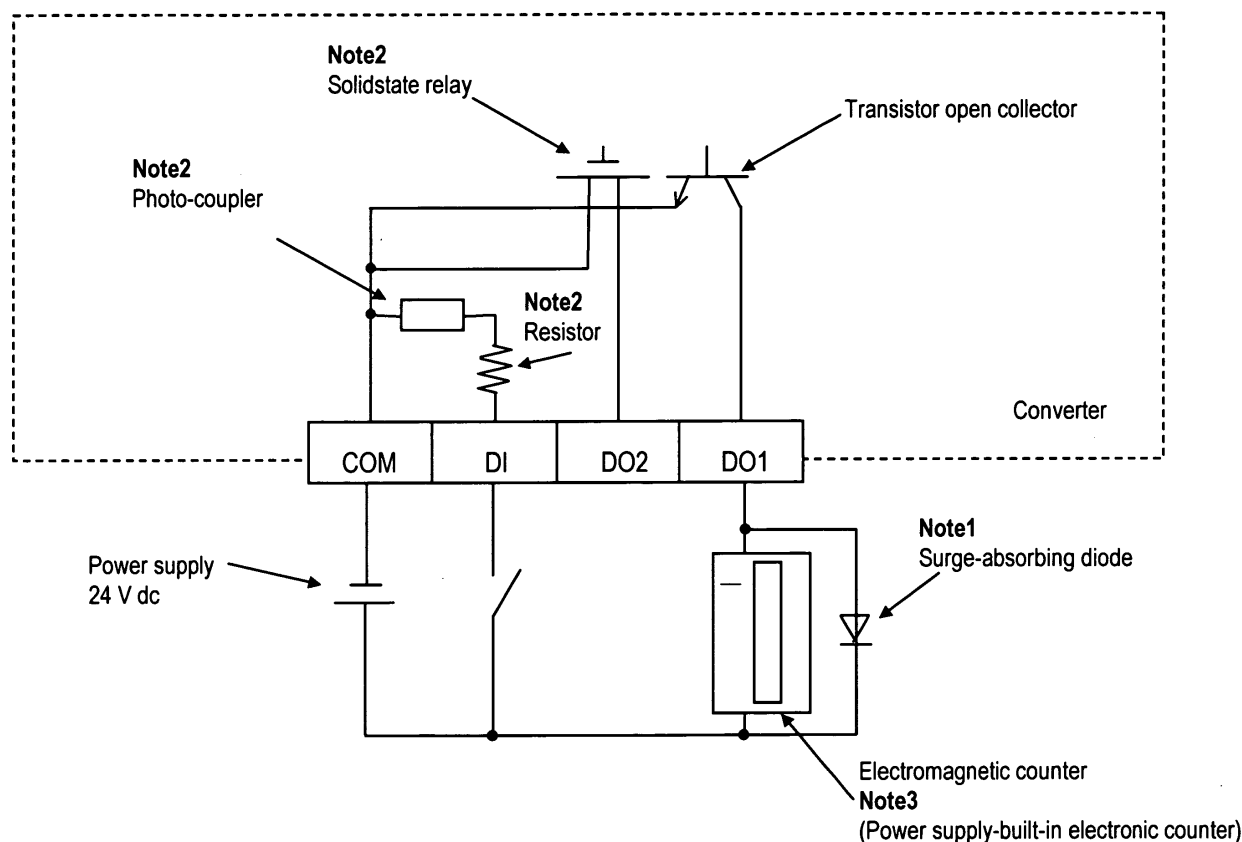 Note2
Solidstate relay
Transistor open collector
Note2
Photo-coupler
Note2
Resistor
Converter
COM DI DO2 DO1
Power supply
24 V dc
Note1
Surge-absorbing diode
Electromagnetic counter
Note3
(Power supply-built-in electronic counter)